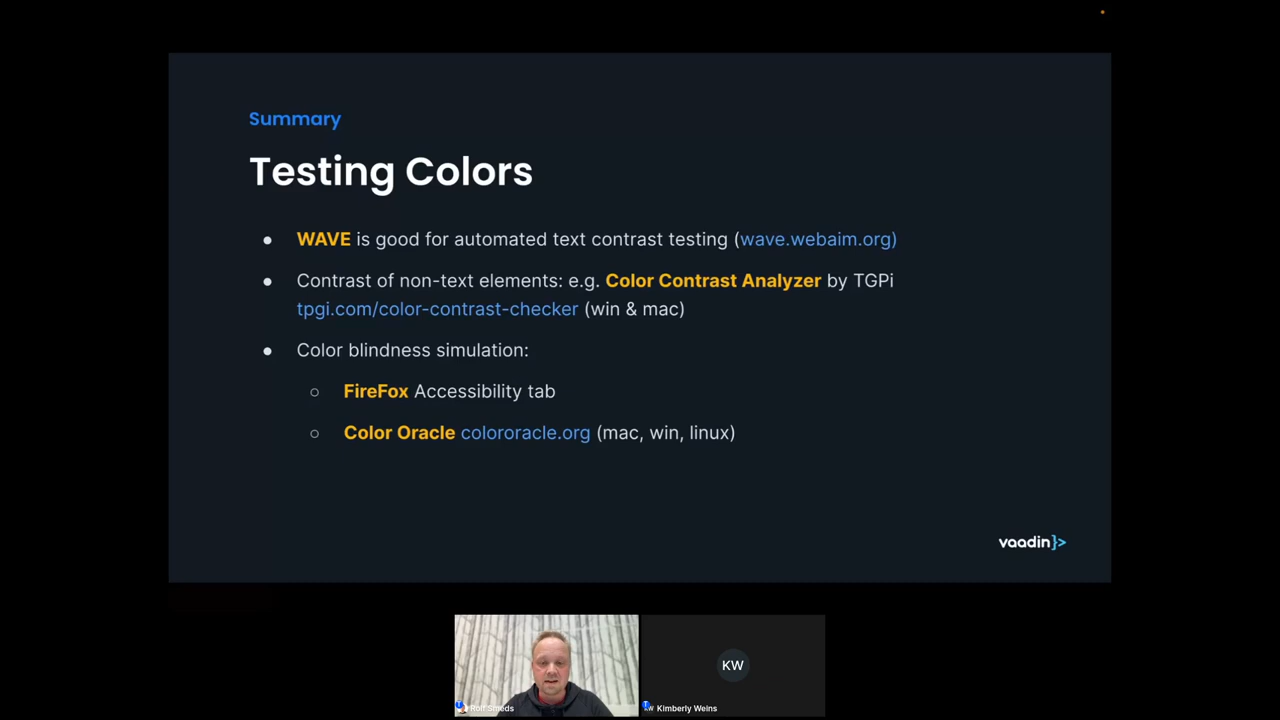 Summary
Testing Colors
● WAVE is good for automated text contrast testing (wave.webaim.org)
● Contrast of non-text elements: e.g. Color Contrast Analyzer by TGPi
tpgi.com/color-contrast-checker (win & mac)
● Color blindness simulation:
○ FireFox Accessibility tab
○ Color Oracle colororacle.org (mac, win, linux)
vaadin}>
KW
Rolf Smeds
Kimberly Weins